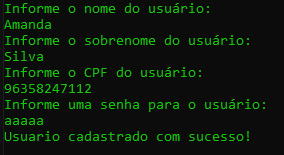 Informe o nome do usuário:
Amanda
Informe o sobrenome do usuário:
Silva
Informe o CPF do usuário:
96358247112
Informe uma senha para o usuário:
aaaaa
Usuario cadastrado com sucesso!